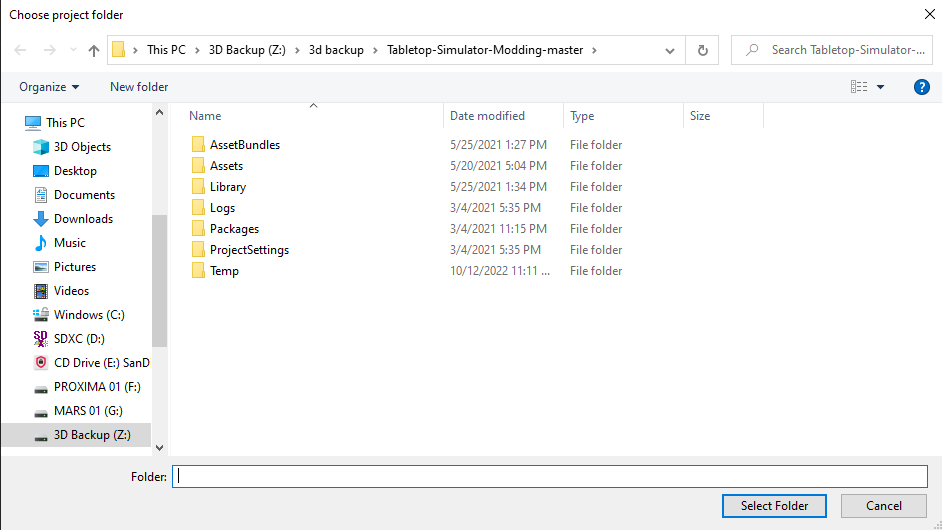 Choose project folder
This PC 3D Backup (Z:) 3d backup Tabletop-Simulator-Modding-master Search Tabletop-Simulator-...
Organize New folder ?
Name Date modified Type Size
This PC
3D Objects
Desktop
Documents
Downloads
Music
Pictures
Videos
Windows (C:)
SDXC (D:)
CD Drive (E:) SanD
PROXIMA 01 (F:)
MARS 01 (G:)
3D Backup (Z:)
AssetBundles 5/25/2021 1:27 PM File folder
Assets 5/20/2021 5:04 PM File folder
Library 5/25/2021 1:34 PM File folder
Logs 3/4/2021 5:35 PM File folder
Packages 3/4/2021 11:15 PM File folder
ProjectSettings 3/4/2021 5:35 PM File folder
Temp 10/12/2022 11:11 ... File folder
Folder:
Select Folder Cancel